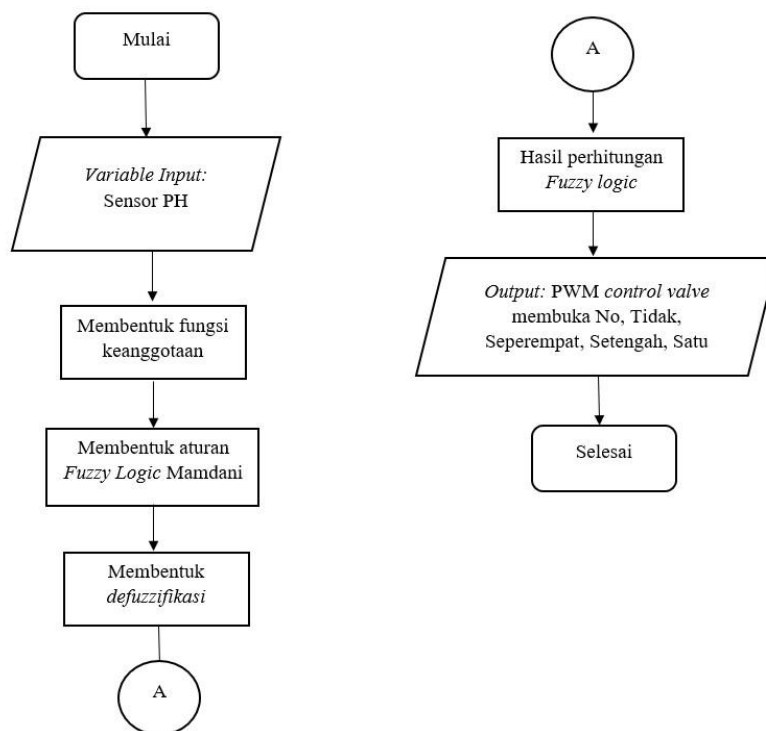 Mulai
Variable Input:
Sensor PH
Membentuk fungsi
keanggotaan
Membentuk aturan
Fuzzy Logic Mamdani
Membentuk
defuzzifikasi
A
A
Hasil perhitungan
Fuzzy logic
Output: PWM control valve
membuka No, Tidak,
Seperempat, Setengah, Satu
Selesai